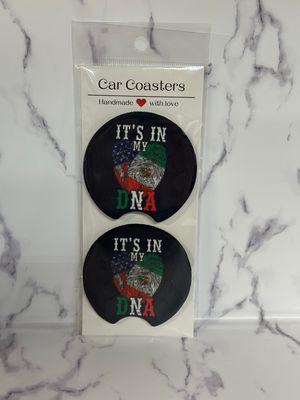 Car Coasters
Handmade with love
IT'S IN
MY
DNA
IT'S IN
MY
DNA